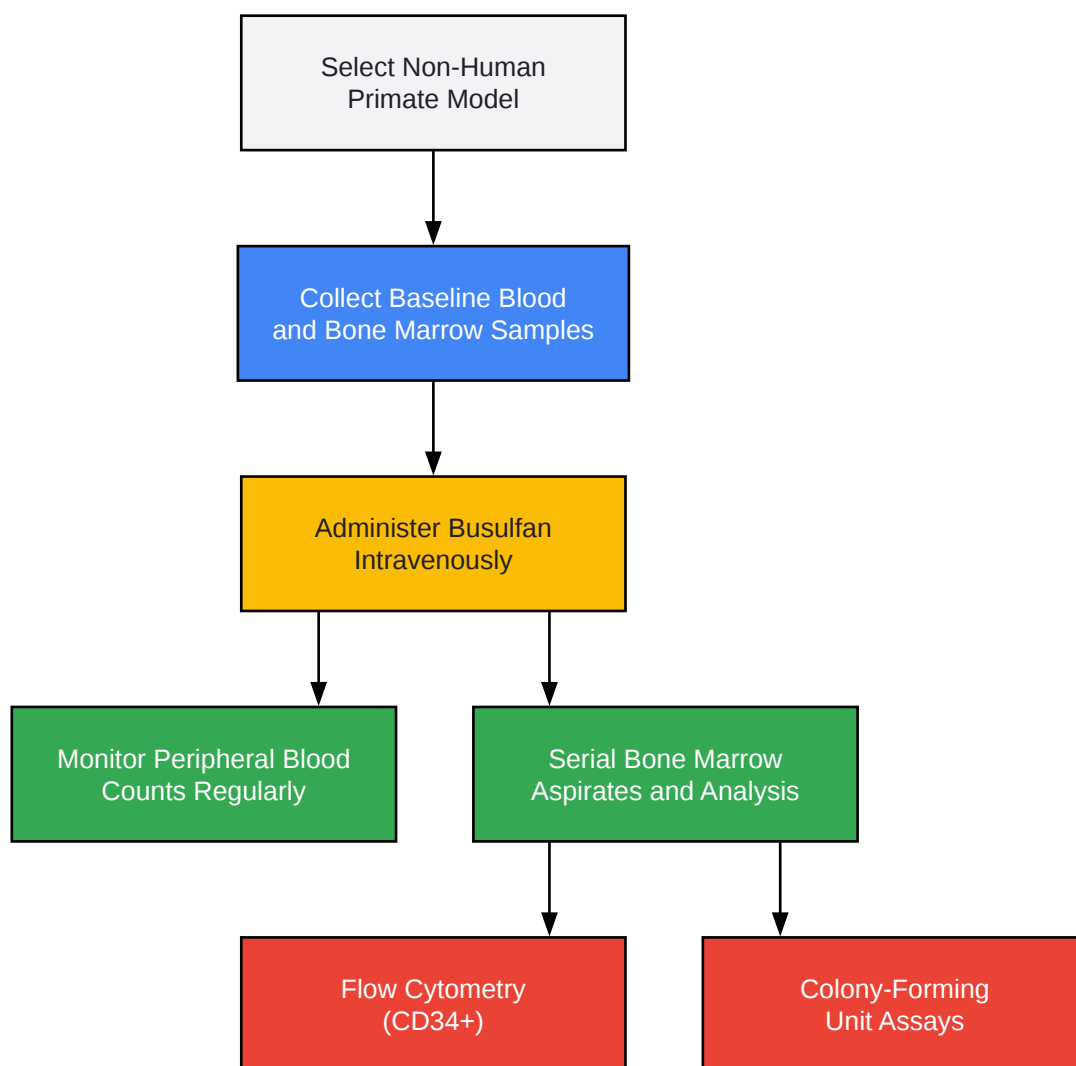 Select Non-Human
Primate Model
Collect Baseline Blood
and Bone Marrow Samples
Administer Busulfan
Intravenously
Monitor Peripheral Blood
Counts Regularly
Serial Bone Marrow
Aspirates and Analysis
Flow Cytometry
(CD34+)
Colony-Forming
Unit Assays